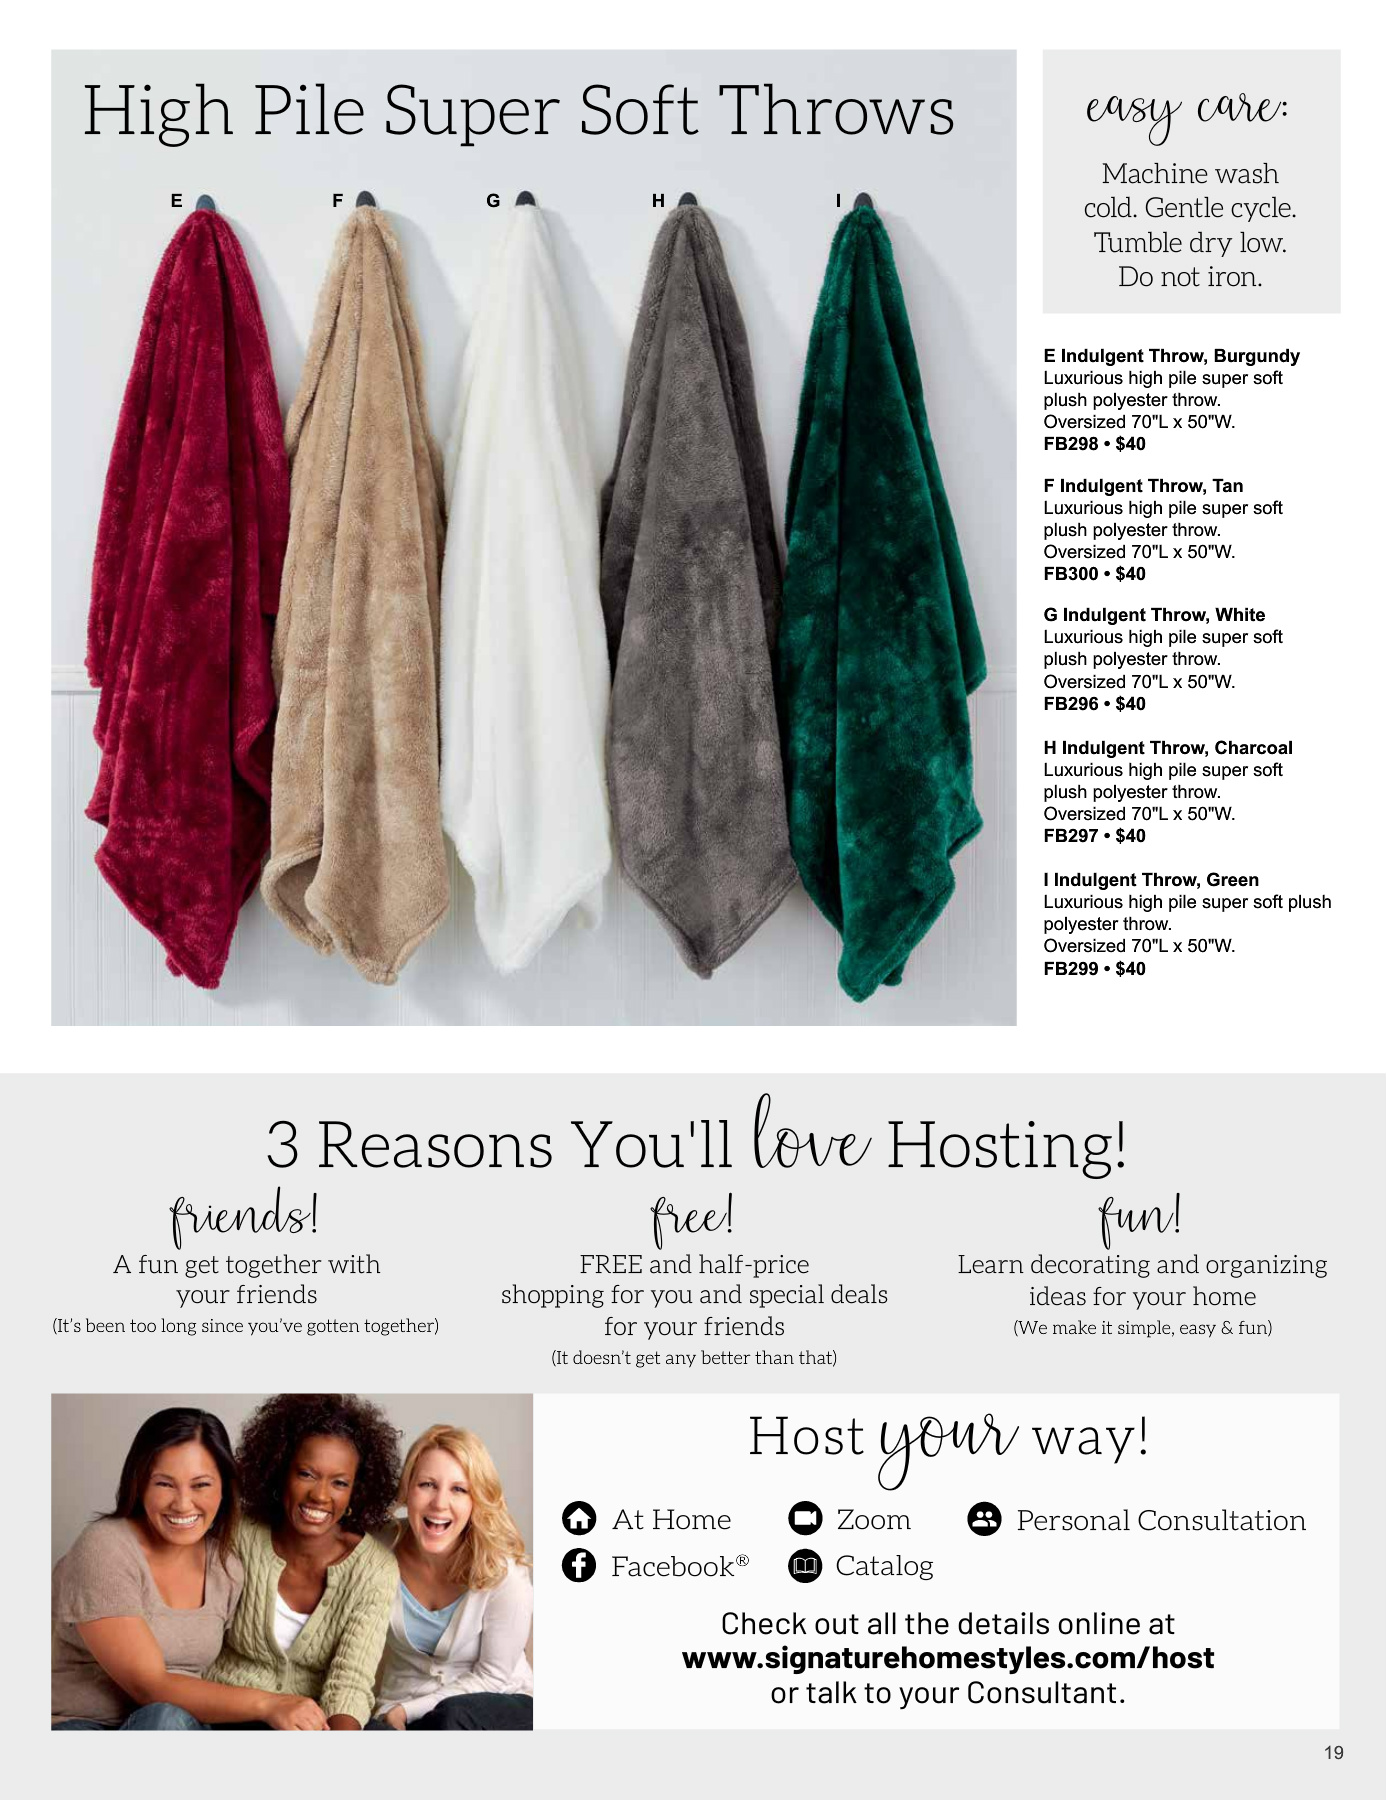 High Pile Super Soft Throws
E
F
G
H
I
easy care:
Machine wash
cold. Gentle cycle.
Tumble dry low.
Do not iron.
E Indulgent Throw, Burgundy
Luxurious high pile super soft
plush polyester throw.
Oversized 70"L x 50"W.
FB298 • $40
F Indulgent Throw, Tan
Luxurious high pile super soft
plush polyester throw.
Oversized 70"L x 50"W.
FB300 • $40
G Indulgent Throw, White
Luxurious high pile super soft
plush polyester throw.
Oversized 70"L x 50"W.
FB296 • $40
H Indulgent Throw, Charcoal
Luxurious high pile super soft
plush polyester throw.
Oversized 70"L x 50"W.
FB297 • $40
I Indulgent Throw, Green
Luxurious high pile super soft plush
polyester throw.
Oversized 70"L x 50"W.
FB299 • $40
3 Reasons You'll love Hosting!
friends!
A fun get together with
your friends
(It's been too long since you've gotten together)
free!
FREE and half-price
shopping for you and special deals
for your friends
(It doesn't get any better than that)
fun!
Learn decorating and organizing
ideas for your home
(We make it simple, easy & fun)
Host your way!
At Home
Zoom
Personal Consultation
Facebook®
Catalog
Check out all the details online at
www.signaturehomestyles.com/host
or talk to your Consultant.
19